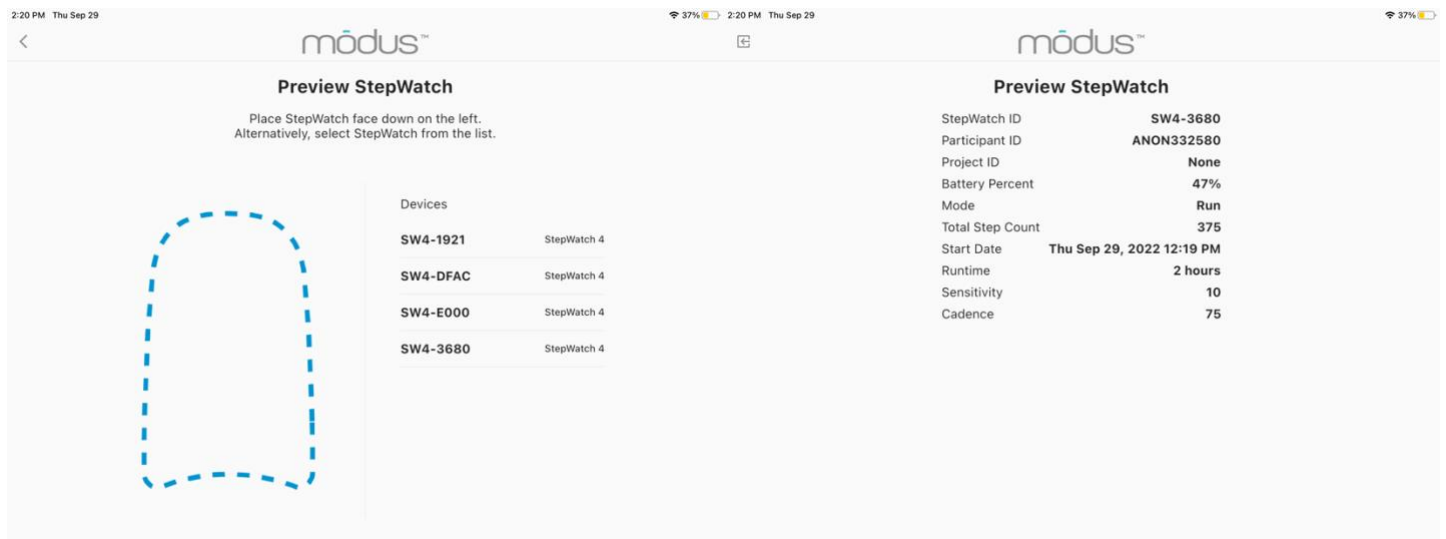 2:20 PM Thu Sep 29
37%
mōdus™
Preview StepWatch
Place StepWatch face down on the left.
Alternatively, select StepWatch from the list.
Devices
SW4-1921 StepWatch 4
SW4-DFAC StepWatch 4
SW4-E000 StepWatch 4
SW4-3680 StepWatch 4
2:20 PM Thu Sep 29
37%
mōdus™
Preview StepWatch
StepWatch ID SW4-3680
Participant ID ANON332580
Project ID None
Battery Percent 47%
Mode Run
Total Step Count 375
Start Date Thu Sep 29, 2022 12:19 PM
Runtime 2 hours
Sensitivity 10
Cadence 75